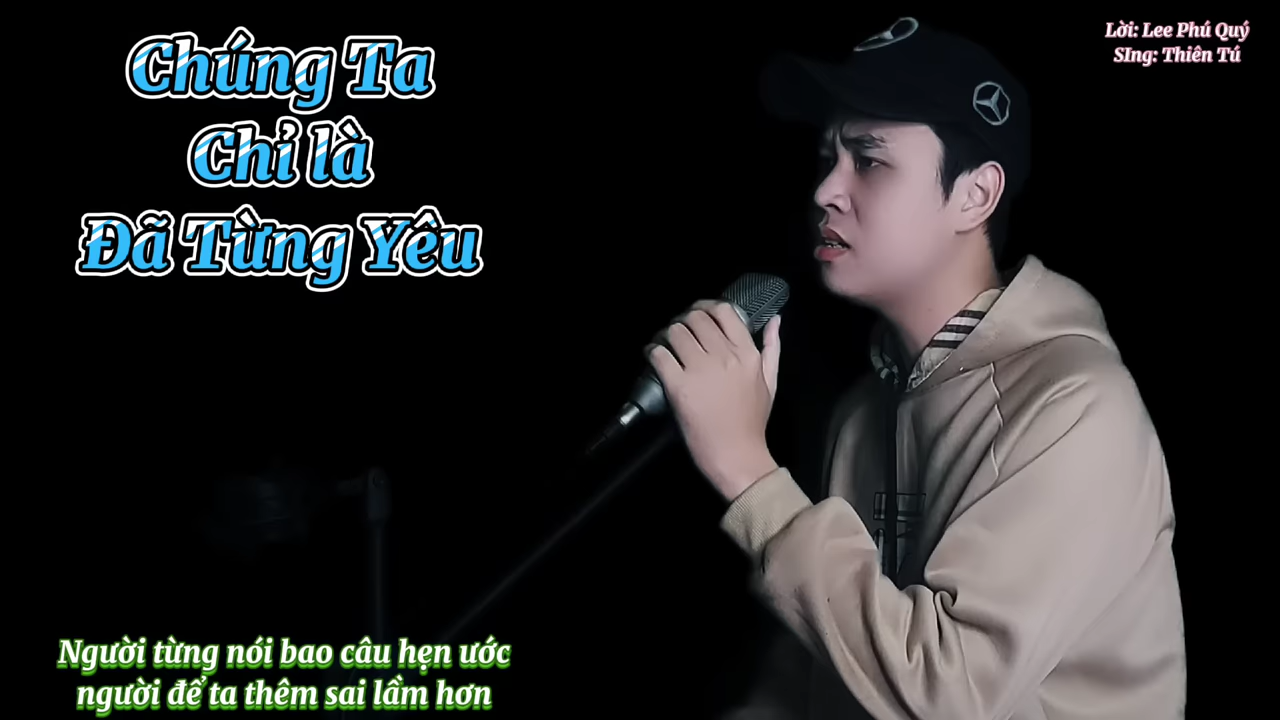 Chúng Ta
Chỉ là
Đã Từng Yêu
Lời: Lee Phú Quý
SIng: Thiên Tú
Người từng nói bao câu hẹn ước
người để ta thêm sai lầm hơn